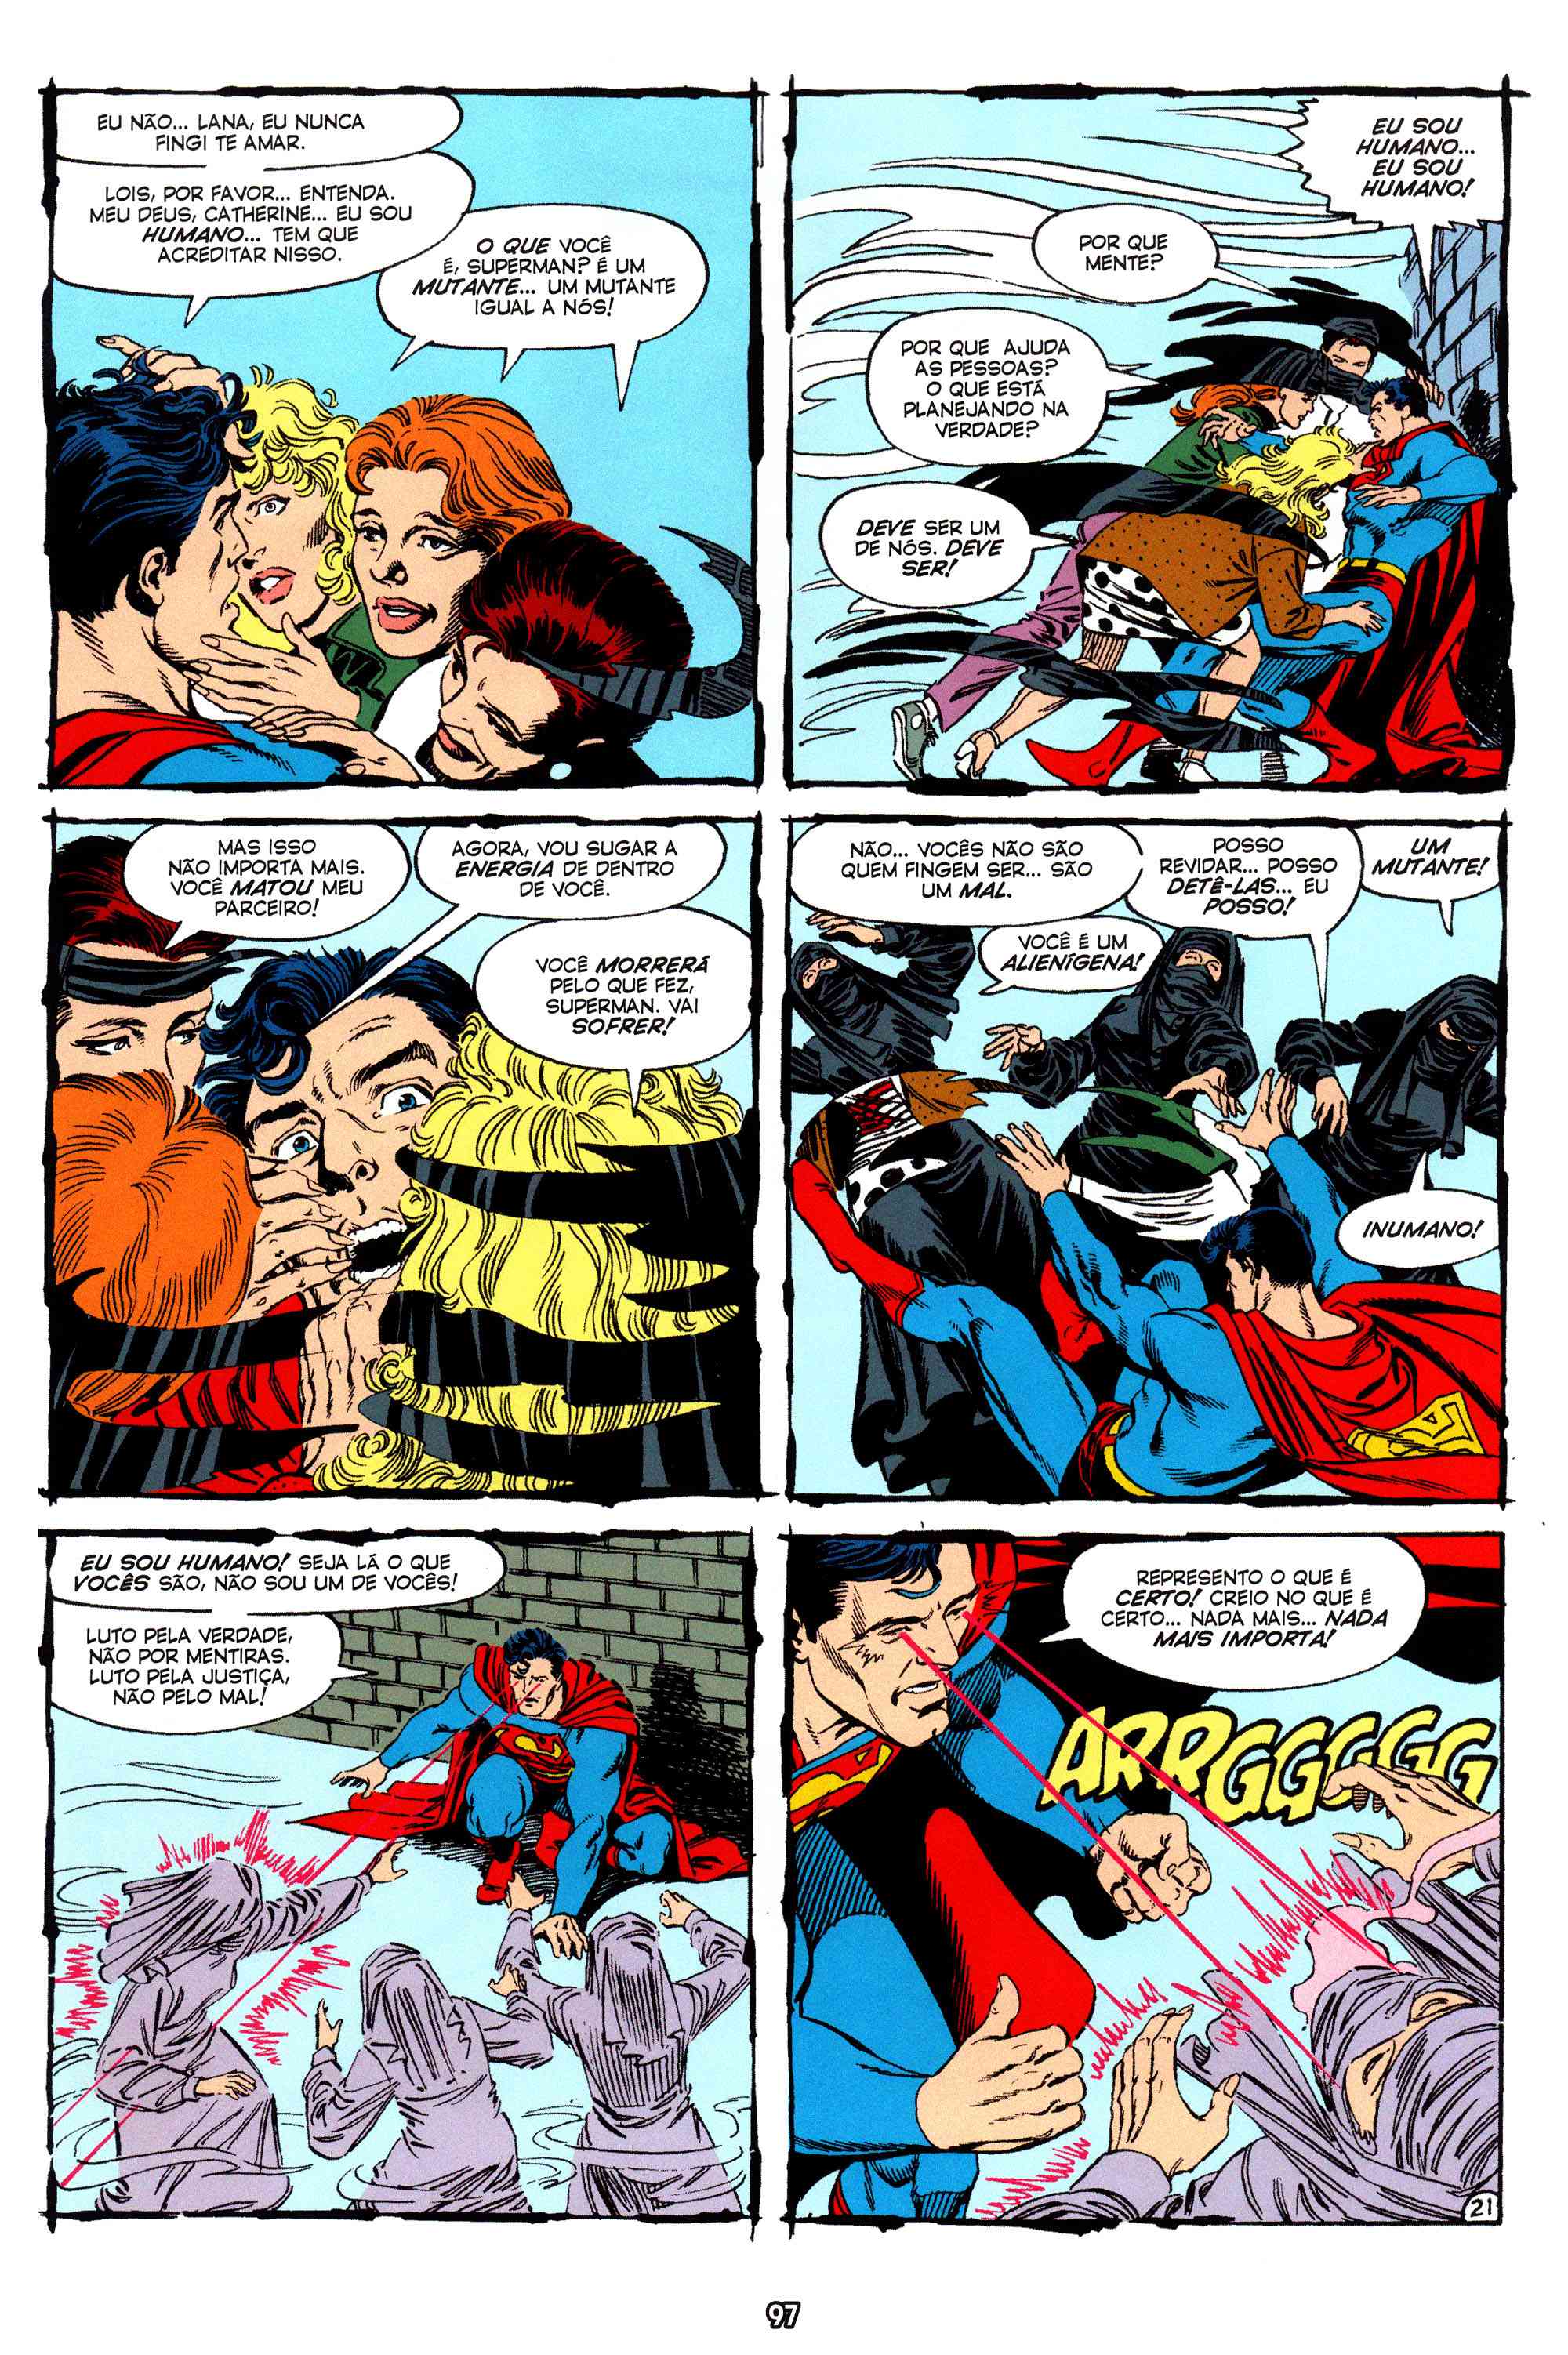 EU NÃO... LANA, EU NUNCA
FINGI TE AMAR.
LOIS, POR FAVOR... ENTENDA.
MEU DEUS, CATHERINE... EU SOU
HUMANO... TEM QUE
ACREDITAR NISSO.
O QUE VOCÊ
É, SUPERMAN? É UM
MUTANTE... UM MUTANTE
IGUAL A NÓS!
EU SOU
HUMANO...
EU SOU
HUMANO!
POR QUE
MENTE?
POR QUE AJUDA
AS PESSOAS?
O QUE ESTÁ
PLANEJANDO NA
VERDADE?
DEVE SER UM
DE NÓS. DEVE
SER!
MAS ISSO
NÃO IMPORTA MAIS.
VOCÊ MATOU MEU
PARCEIRO!
AGORA, VOU SUGAR A
ENERGIA DE DENTRO
DE VOCÊ.
VOCÊ MORRERÁ
PELO QUE FEZ,
SUPERMAN. VAI
SOFRER!
NÃO... VOCÊS NÃO SÃO
QUEM FINGEM SER... SÃO
UM MAL.
VOCÊ É UM
ALIENÍGENA!
POSSO
REVIDAR... POSSO
DETÊ-LAS... EU
POSSO!
UM
MUTANTE!
INUMANO!
EU SOU HUMANO! SEJA LÁ O QUE
VOCÊS SÃO, NÃO SOU UM DE VOCÊS!
LUTO PELA VERDADE,
NÃO POR MENTIRAS.
LUTO PELA JUSTIÇA,
NÃO PELO MAL!
REPRESENTO O QUE É
CERTO! CREIO NO QUE É
CERTO... NADA MAIS... NADA
MAIS IMPORTA!
ARRGGGGGG
21
97